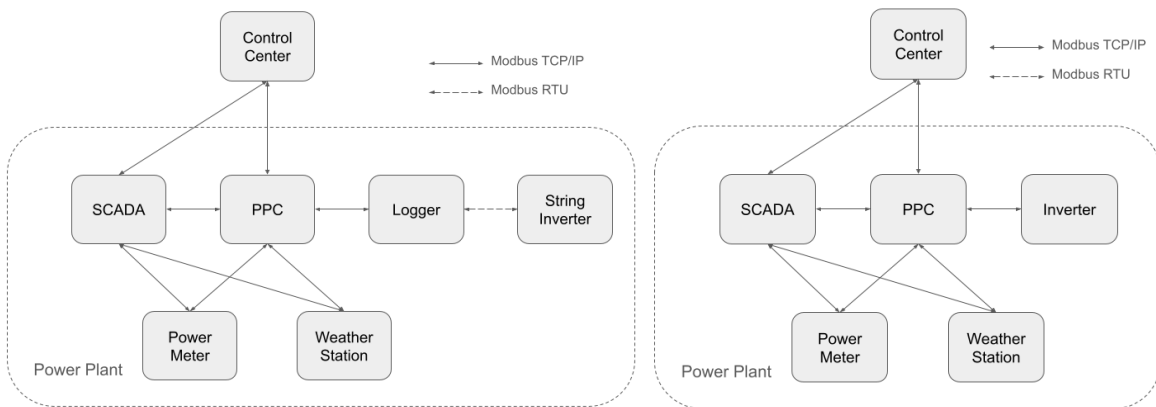 Control
Center
Modbus TCP/IP
Modbus RTU
SCADA
PPC
Logger
String
Inverter
Power
Meter
Weather
Station
Power Plant
Control
Center
Modbus TCP/IP
Modbus RTU
SCADA
PPC
Inverter
Power
Meter
Weather
Station
Power Plant